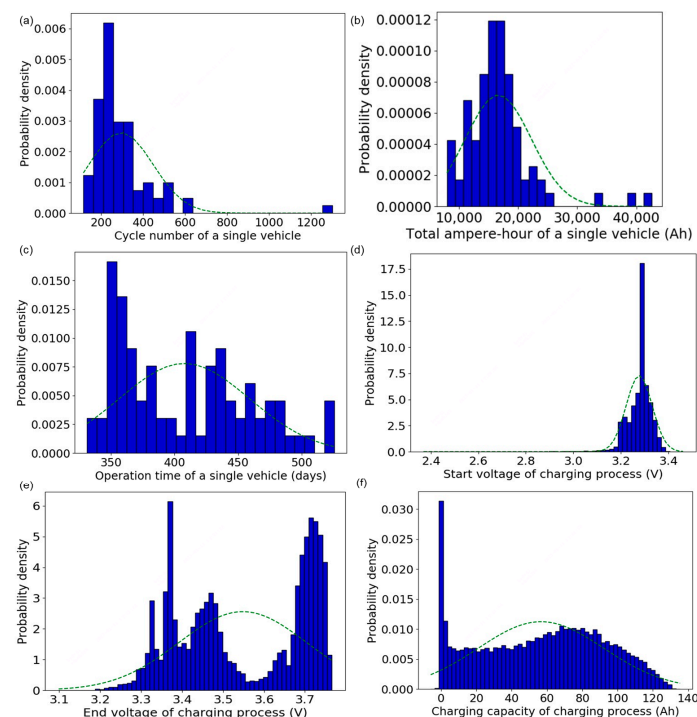 (a)
0.006
0.005
0.004
0.003
0.002
0.001
0.000
Probability density
200 400 600 800 1000 1200
Cycle number of a single vehicle
(b)
0.00012
0.00010
0.00008
0.00006
0.00004
0.00002
0.00000
Probability density
10,000 20,000 30,000 40,000
Total ampere-hour of a single vehicle (Ah)
(c)
0.0150
0.0125
0.0100
0.0075
0.0050
0.0025
0.0000
Probability density
350 400 450 500
Operation time of a single vehicle (days)
(d)
17.5
15.0
12.5
10.0
7.5
5.0
2.5
0.0
Probability density
2.4 2.6 2.8 3.0 3.2 3.4
Start voltage of charging process (V)
(e)
6
5
4
3
2
1
0
Probability density
3.1 3.2 3.3 3.4 3.5 3.6 3.7
End voltage of charging process (V)
(f)
0.030
0.025
0.020
0.015
0.010
0.005
0.000
Probability density
0 20 40 60 80 100 120 140
Charging capacity of charging process (Ah)